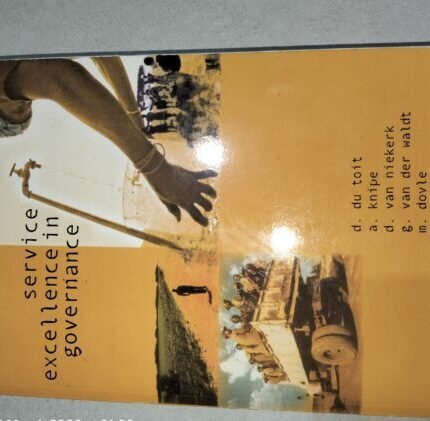 service
excellence in
governance
d. du toit
a. knipe
d. van niekerk
g. van der waldt
m. doyle